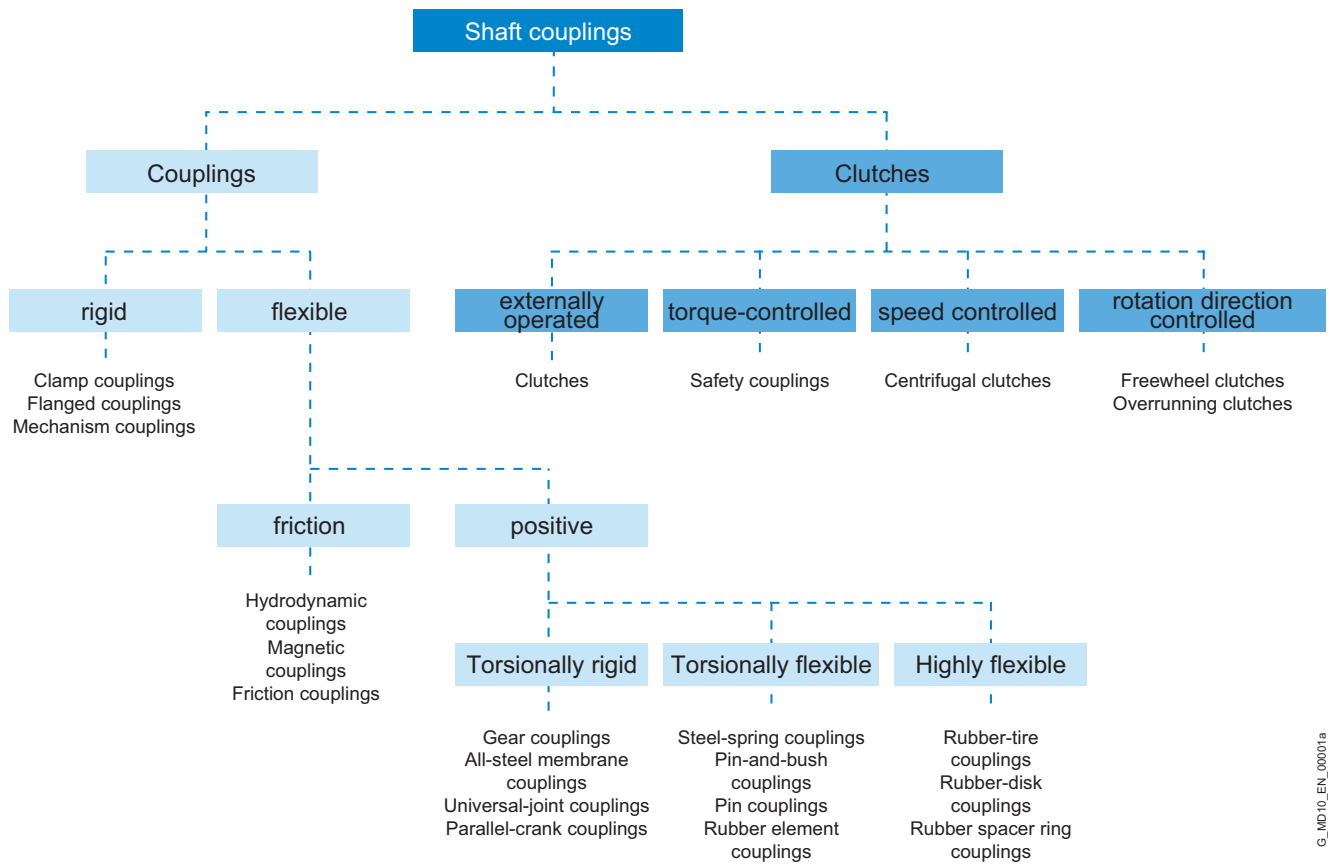 Shaft couplings
Couplings
Clutches
rigid
flexible
externally
operated
torque-controlled
speed controlled
rotation direction
controlled
Clamp couplings
Flanged couplings
Mechanism couplings
Clutches
Safety couplings
Centrifugal clutches
Freewheel clutches
Overrunning clutches
friction
positive
Hydrodynamic
couplings
Magnetic
couplings
Friction couplings
Torsionally rigid
Torsionally flexible
Highly flexible
Gear couplings
All-steel membrane
couplings
Universal-joint couplings
Parallel-crank couplings
Steel-spring couplings
Pin-and-bush
couplings
Pin couplings
Rubber element
couplings
Rubber-tire
couplings
Rubber-disk
couplings
Rubber spacer ring
couplings
G_MD10_EN_00001a